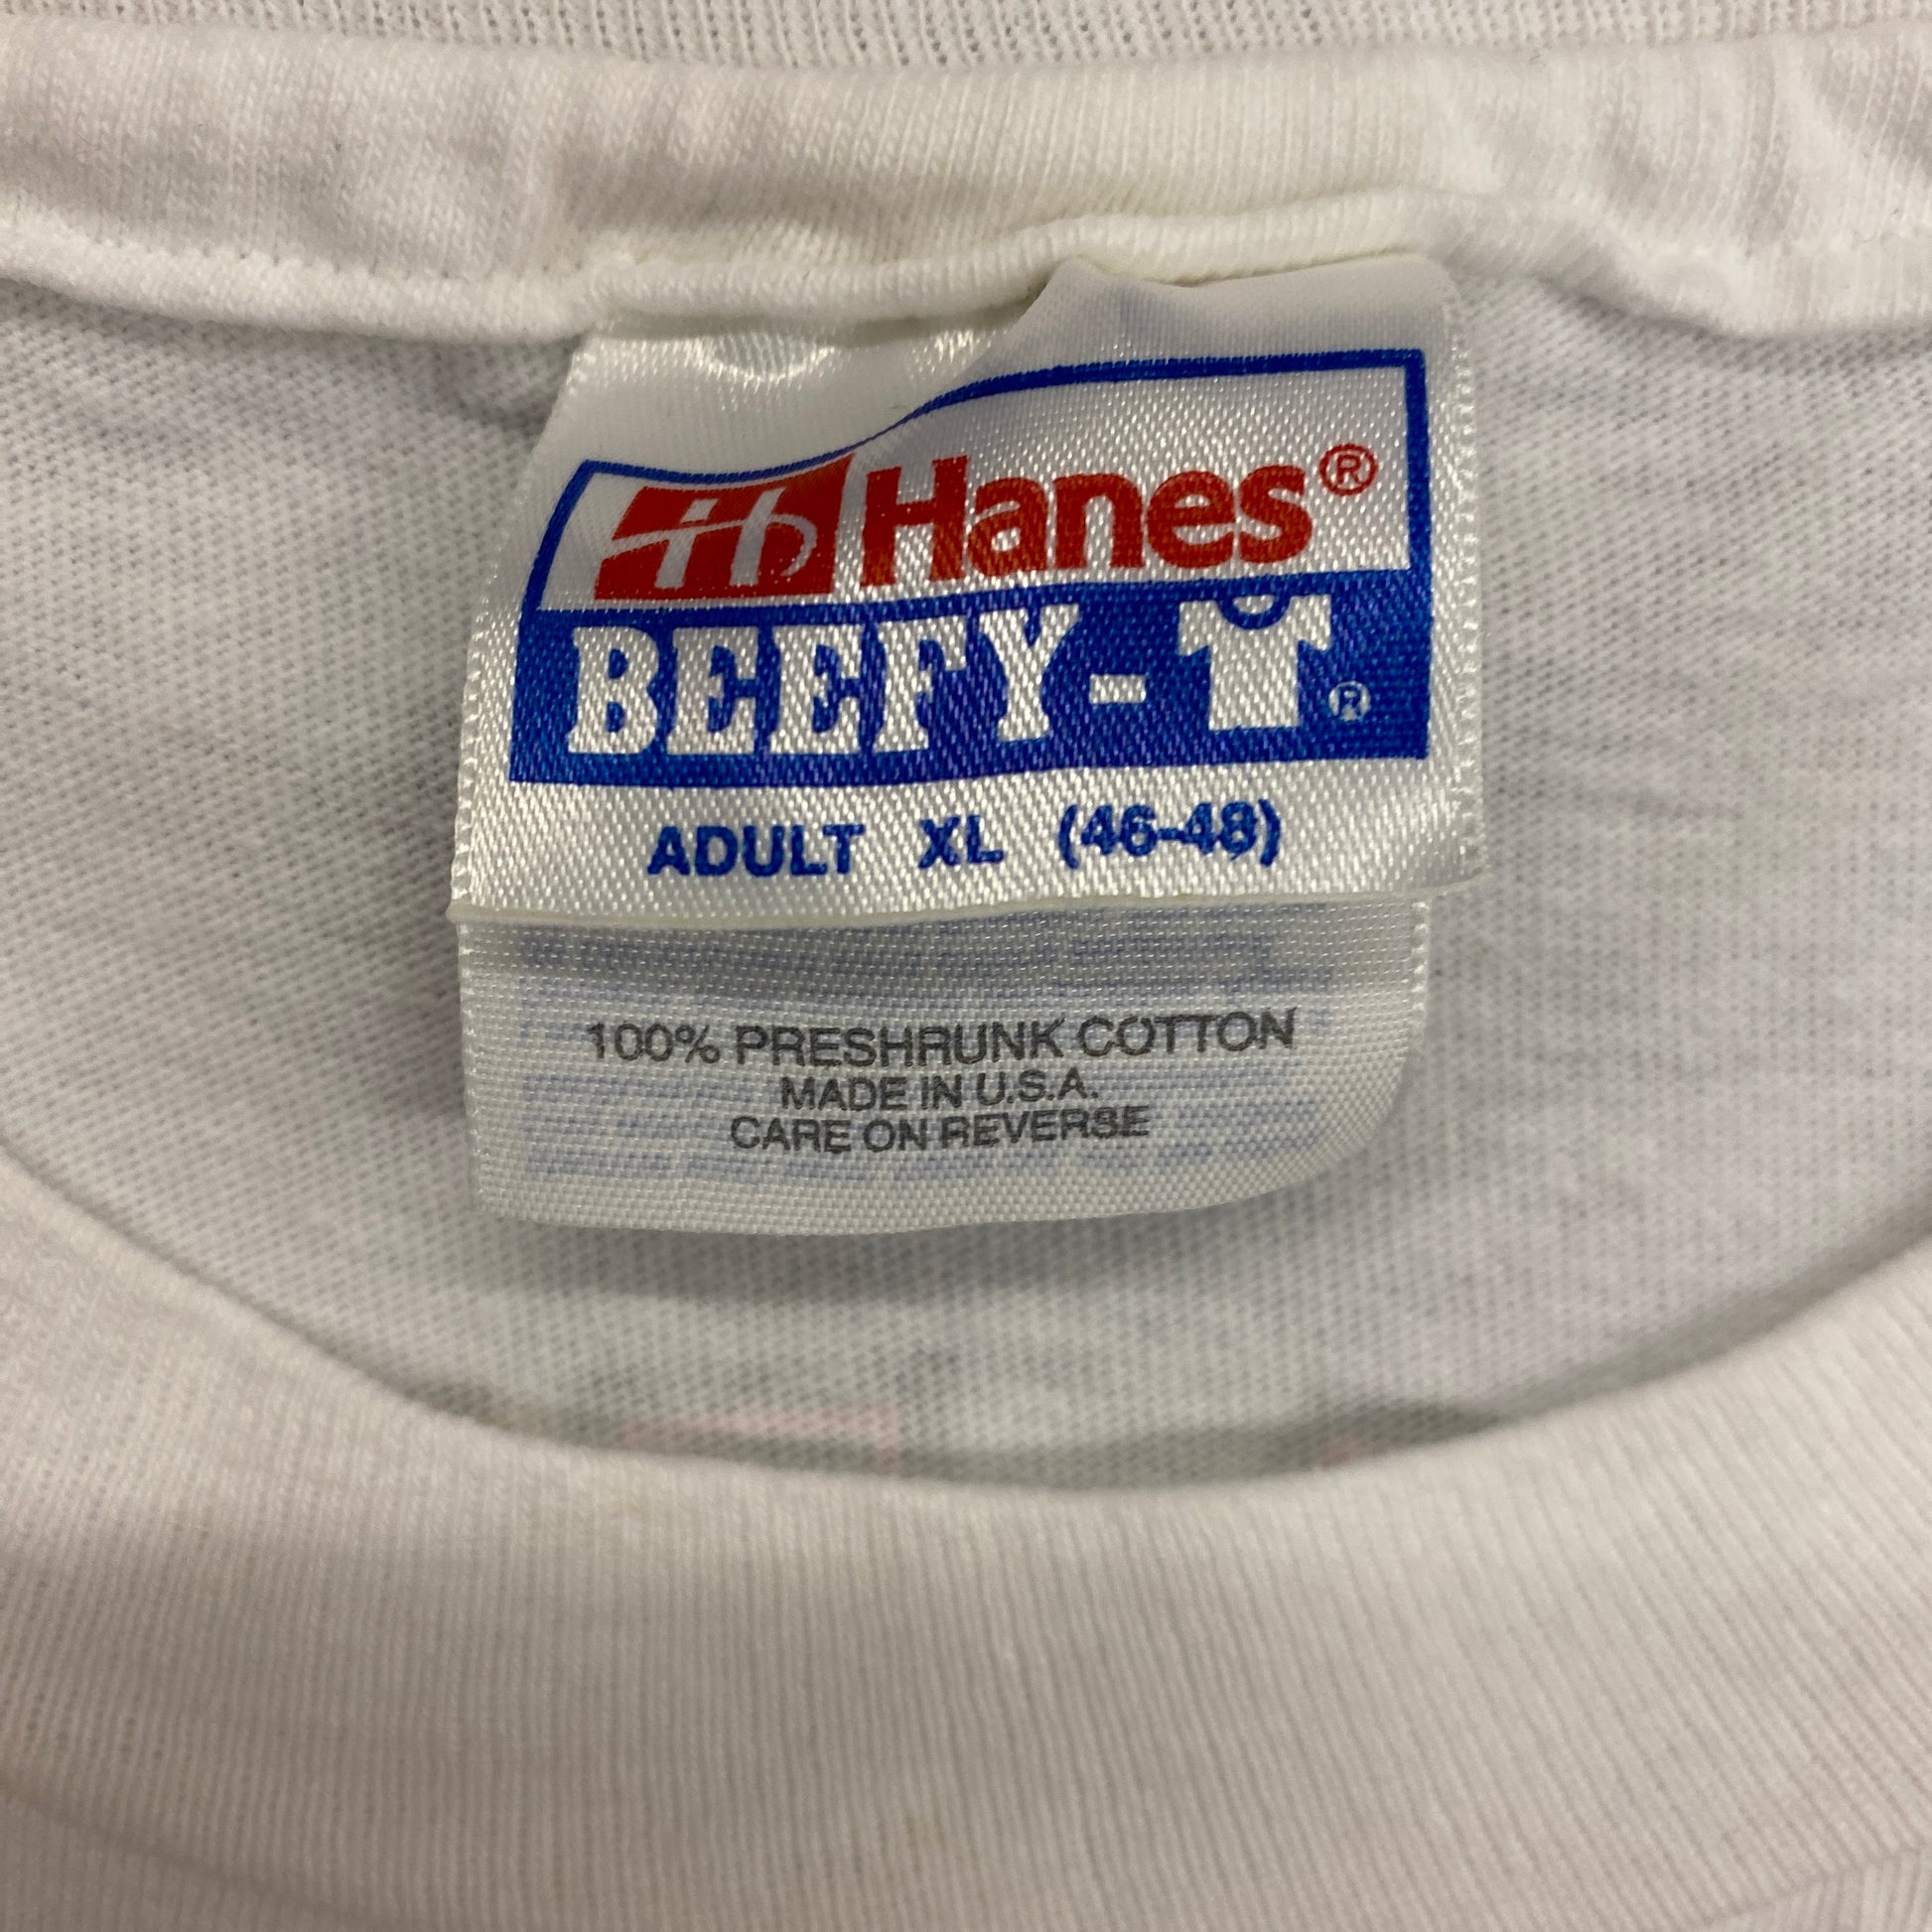 Hanes®
BEEFY-T®
ADULT XL (46-48)
100% PRESHRUNK COTTON
MADE IN U.S.A.
CARE ON REVERSE